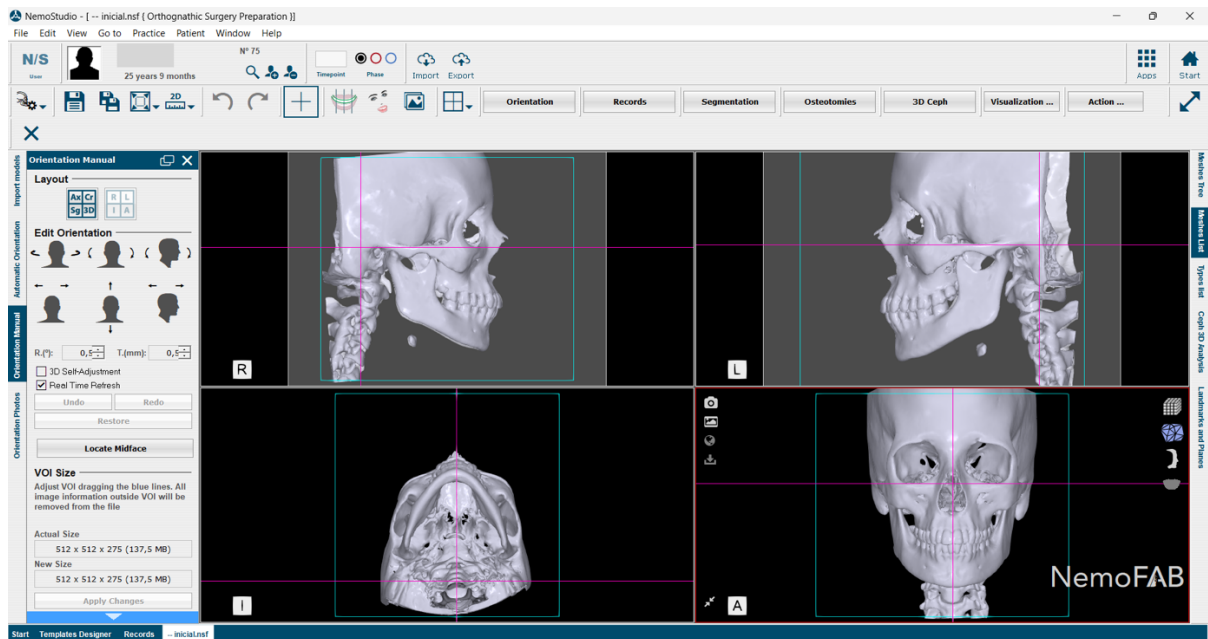 NemoStudio - [ -- inicial.nsf { Orthognathic Surgery Preparation }]
File Edit View Go to Practice Patient Window Help
N/S
User
25 years 9 months
Nº 75
Timepoint
Phase
Import
Export
Apps
Start
2D
Orientation
Records
Segmentation
Osteotomies
3D Ceph
Visualization ...
Action ...
Import models
Automatic Orientation
Orientation Manual
Orientation Photos
Orientation Manual
Layout
Ax Cr
Sg 3D
R L
I A
Edit Orientation
R.(º): 0,5 T.(mm): 0,5
3D Self-Adjustment
Reel Time Refresh
Undo Redo
Restore
Locate Midface
VOI Size
Adjust VOI dragging the blue lines. All
image information outside VOI will be
removed from the file
Actual Size
512 x 512 x 275 (137,5 MB)
New Size
512 x 512 x 275 (137,5 MB)
Apply Changes
R
L
I
A
NemoFAB
Meshes Tree
Meshes List
Types list
Ceph 3D Analysis
Landmarks and Planes
Start Templates Designer Records -- inicial.nsf